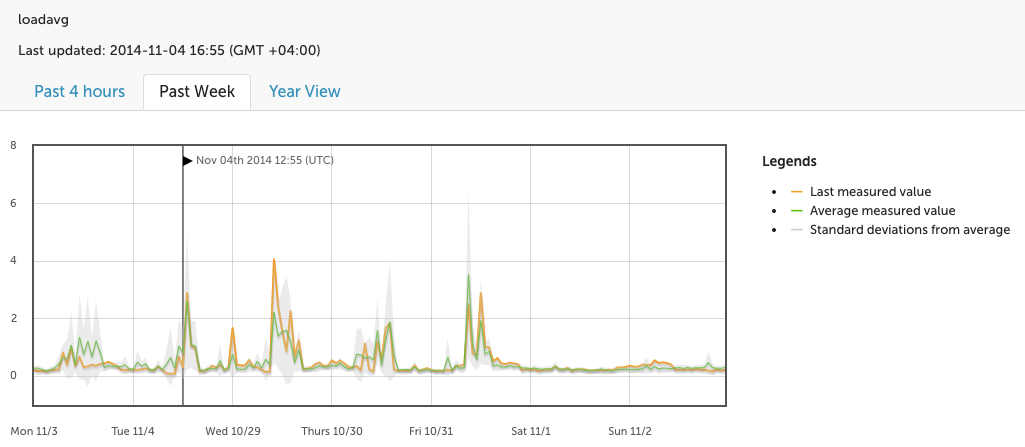 loadavg
Last updated: 2014-11-04 16:55 (GMT +04:00)
Past 4 hours Past Week Year View
8
Nov 04th 2014 12:55 (UTC)
Legends
Last measured value
6
Average measured value
Standard deviations from average
4
2
0
Mon 11/3 Tue 11/4 Wed 10/29 Thurs 10/30 Fri 10/31 Sat 11/1 Sun 11/2